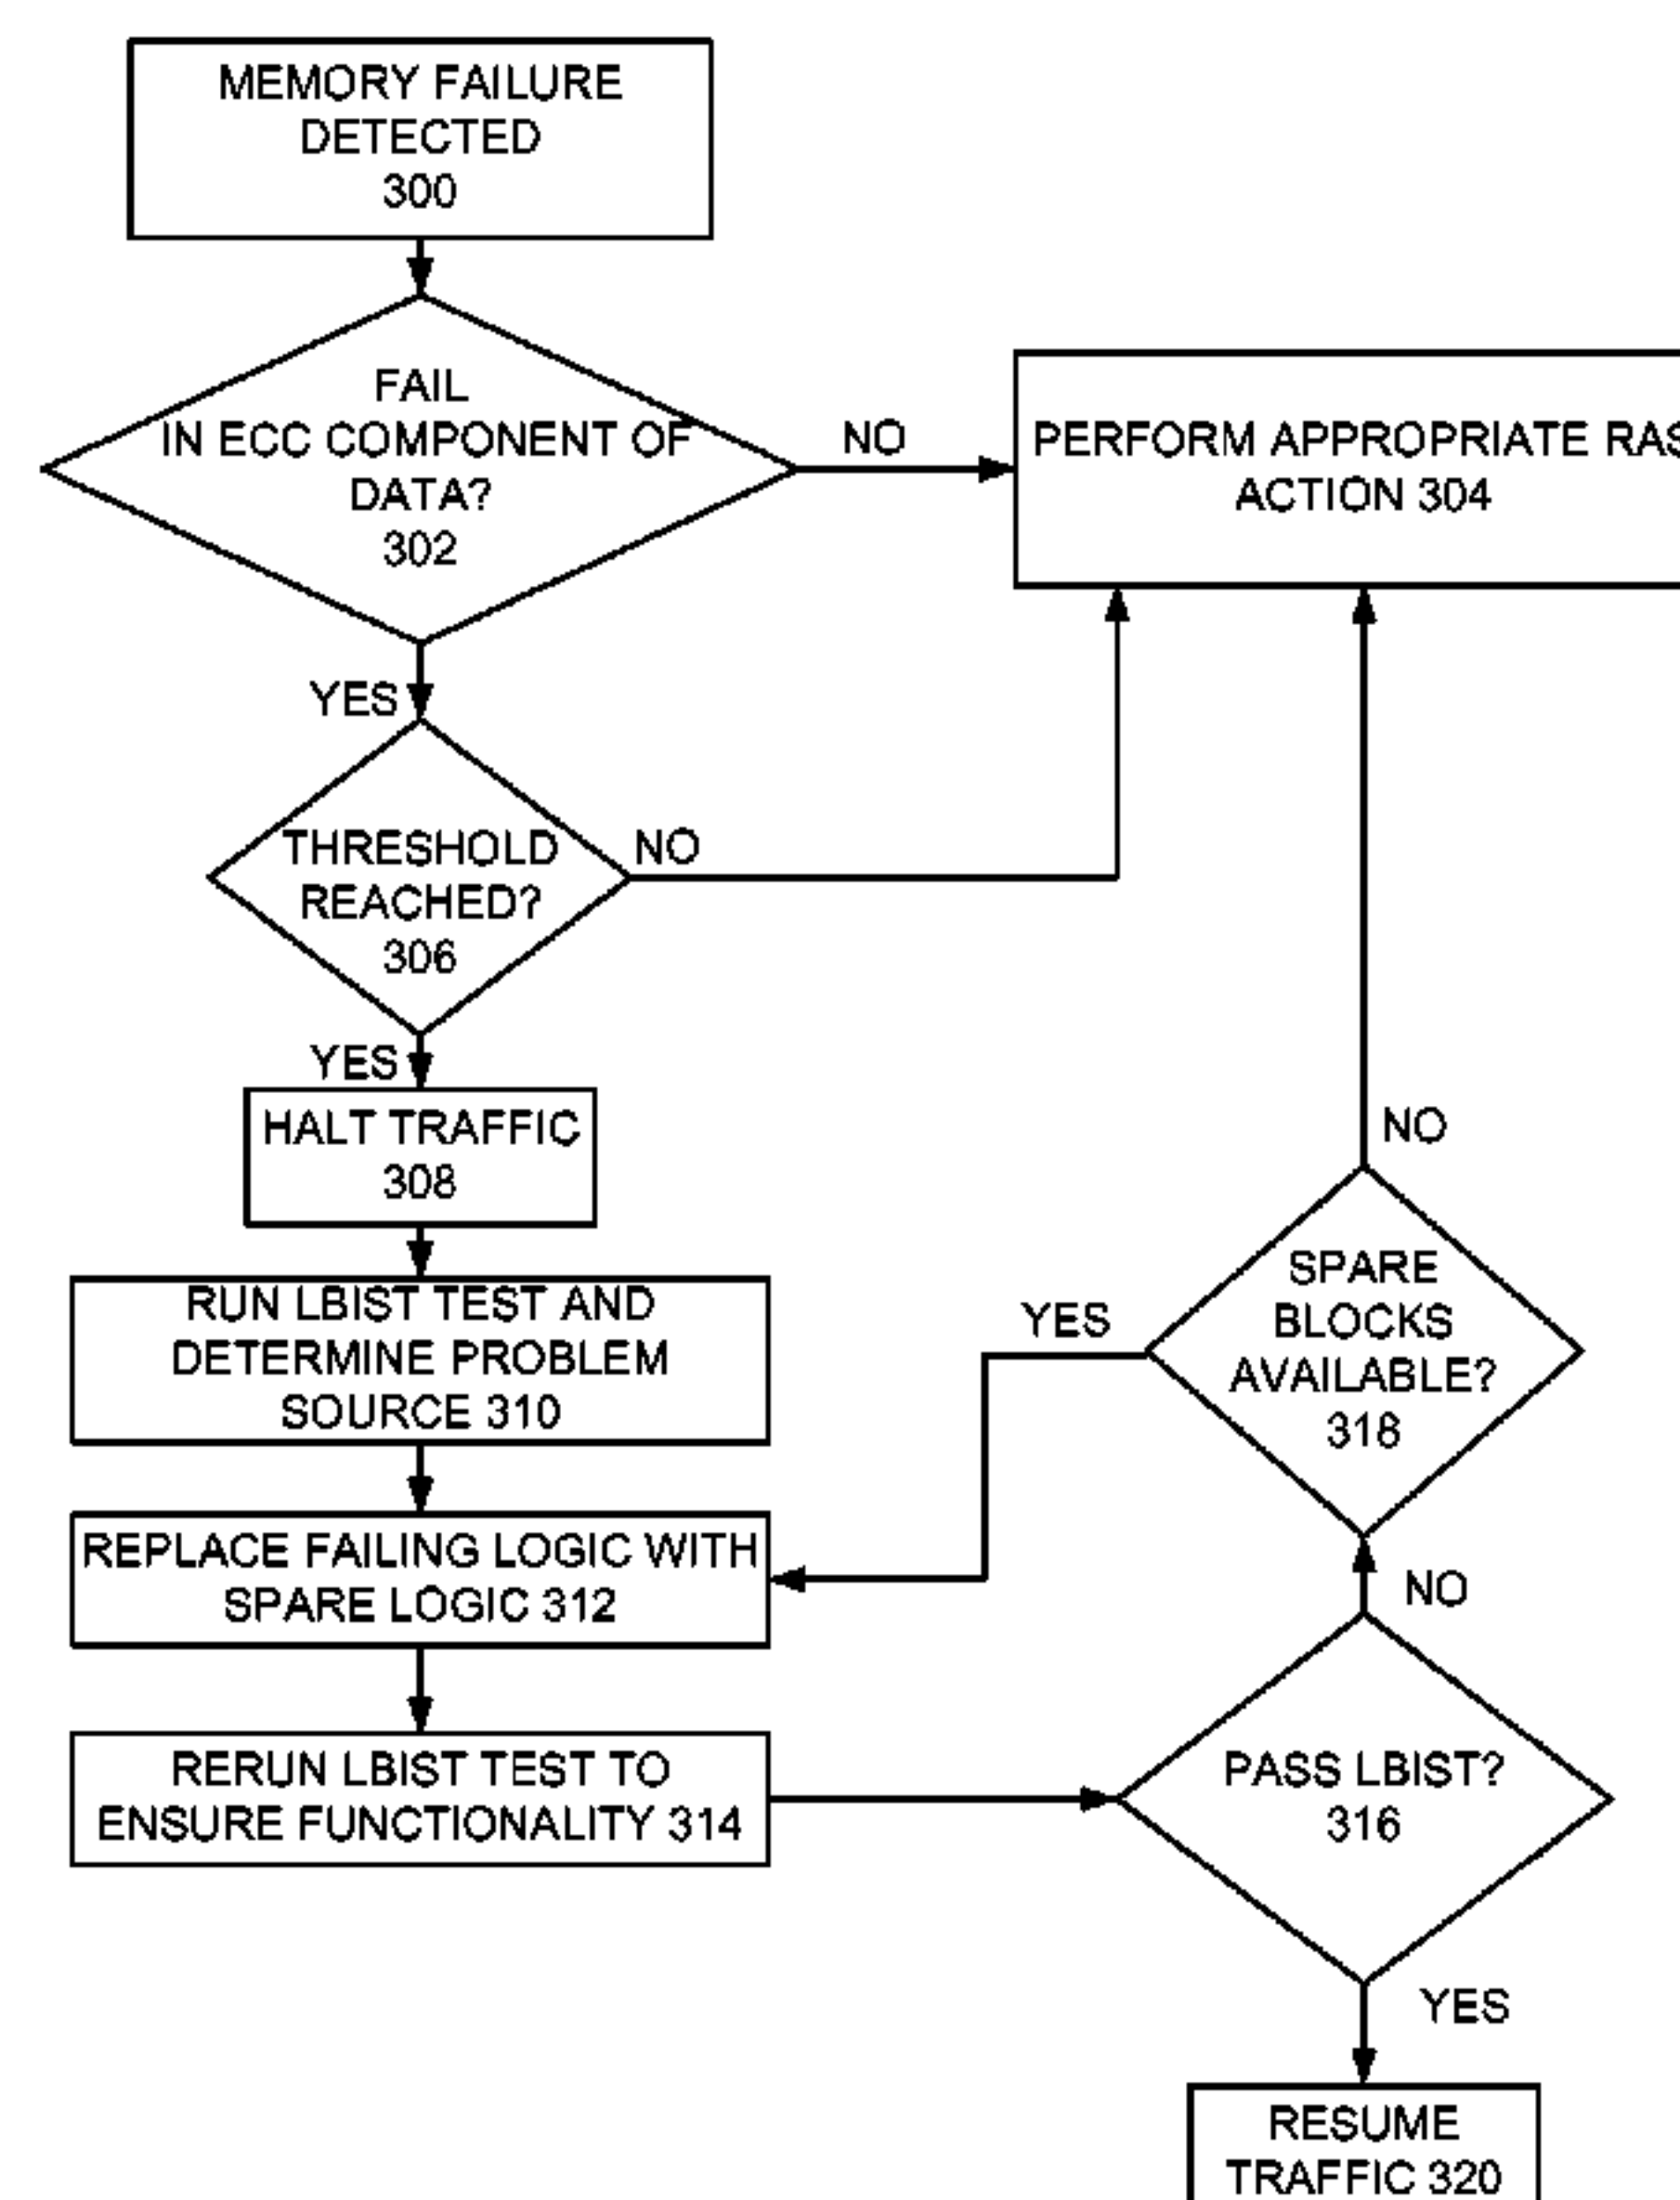 MEMORY FAILURE
DETECTED
300
FAIL
IN ECC COMPONENT OF
DATA?
302
NO
PERFORM APPROPRIATE
ACTION 304
YES
THRESHOLD
REACHED?
306
NO
YES
HALT TRAFFIC
308
RUN LBIST TEST AND
DETERMINE PROBLEM
SOURCE 310
REPLACE FAILING LOGIC WITH
SPARE LOGIC 312
RERUN LBIST TEST TO
ENSURE FUNCTIONALITY 314
PASS LBIST?
316
NO
SPARE
BLOCKS
AVAILABLE?
318
YES
NO
YES
RESUME
TRAFFIC 320